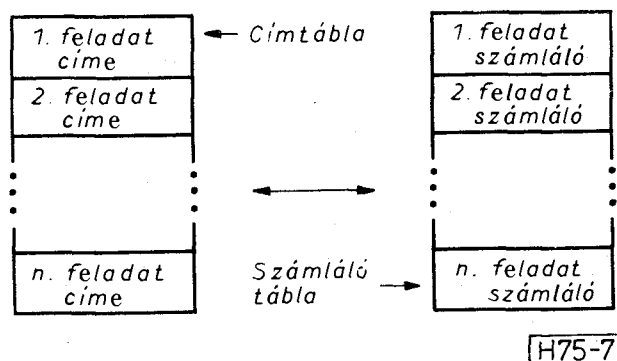 1. feladat
címe
2. feladat
címe
n. feladat
címe
Címtábla
Számláló
tábla
1. feladat
számláló
2. feladat
számláló
n. feladat
számláló
H75-7